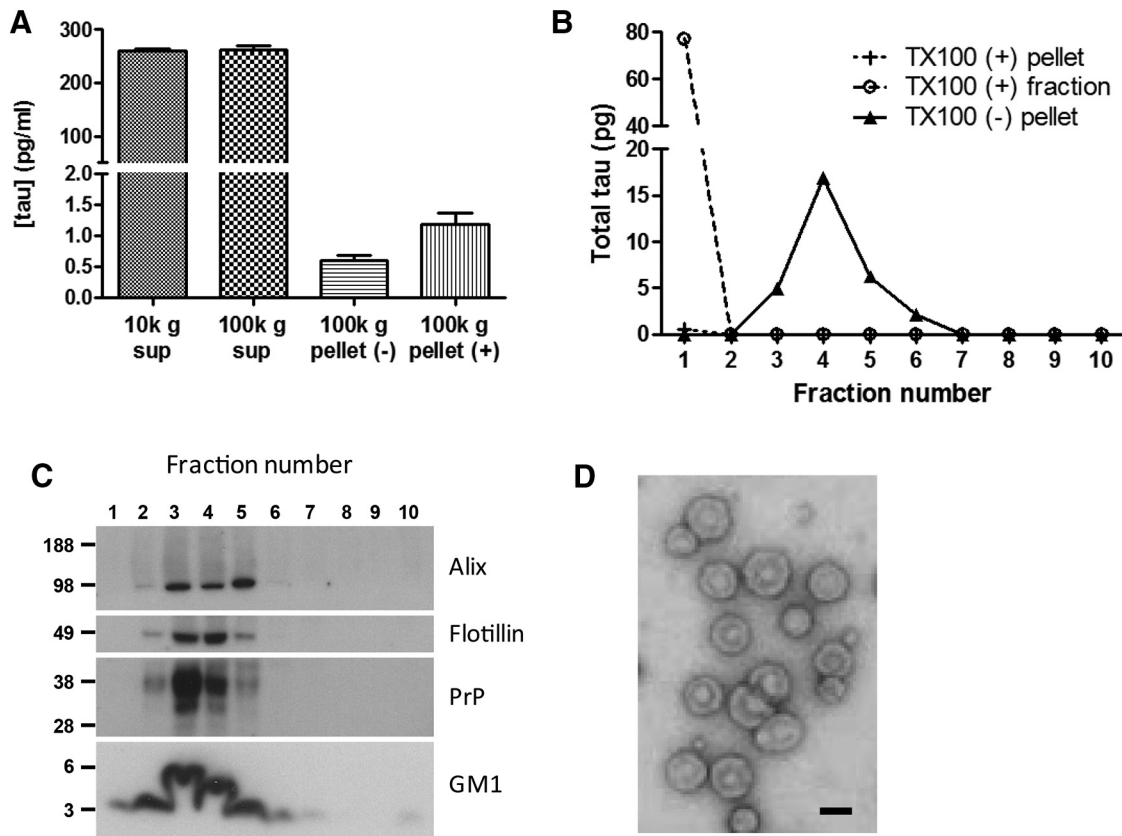 A
[tau] (pg/ml)
300
200
100
2.0
1.5
1.0
0.5
0.0
10k g sup
100k g sup
100k g pellet (-)
100k g pellet (+)
B
Total tau (pg)
80
60
40
20
15
10
5
0
TX100 (+) pellet
TX100 (+) fraction
TX100 (-) pellet
1 2 3 4 5 6 7 8 9 10
Fraction number
C
Fraction number
1 2 3 4 5 6 7 8 9 10
188
98
Alix
49
Flotillin
38
28
PrP
6
3
GM1
D